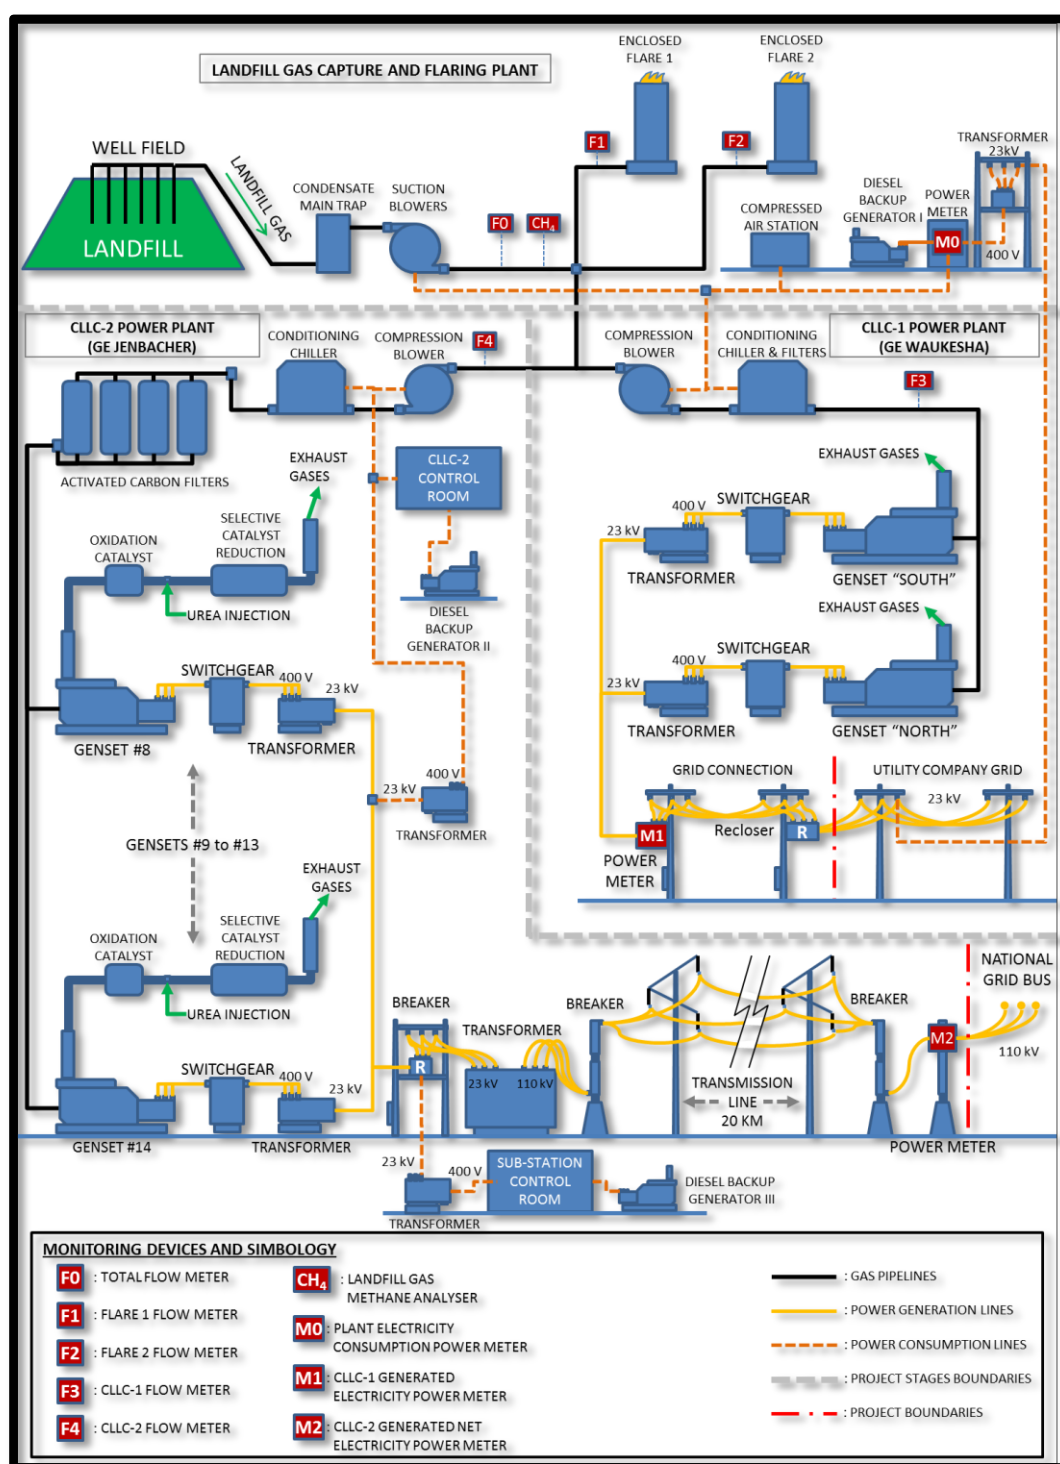 LANDFILL GAS CAPTURE AND FLARING PLANT
ENCLOSED
FLARE 1
ENCLOSED
FLARE 2
F1
F2
TRANSFORMER
23kV
WELL FIELD
LANDFILL GAS
LANDFILL
CONDENSATE
MAIN TRAP
SUCTION
BLOWERS
F0
CH4
COMPRESSED
AIR STATION
DIESEL
BACKUP
GENERATOR I
POWER
METER
M0
400 V
CLLC-2 POWER PLANT
(GE JENBACHER)
CONDITIONING
CHILLER
COMPRESSION
BLOWER
F4
COMPRESSION
BLOWER
CONDITIONING
CHILLER & FILTERS
CLLC-1 POWER PLANT
(GE WAUKESHA)
F3
ACTIVATED CARBON FILTERS
EXHAUST
GASES
CLLC-2
CONTROL
ROOM
OXIDATION
CATALYST
SELECTIVE
CATALYST
REDUCTION
UREA INJECTION
DIESEL
BACKUP
GENERATOR II
EXHAUST GASES
SWITCHGEAR
400 V
23 kV
TRANSFORMER
GENSET “SOUTH”
EXHAUST GASES
SWITCHGEAR
400 V
23 kV
TRANSFORMER
GENSET “NORTH”
SWITCHGEAR
400 V
23 kV
GENSET #8
TRANSFORMER
23 kV
400 V
TRANSFORMER
GENSETS #9 to #13
GRID CONNECTION
UTILITY COMPANY GRID
23 kV
M1
Recloser
R
POWER
METER
EXHAUST
GASES
OXIDATION
CATALYST
SELECTIVE
CATALYST
REDUCTION
UREA INJECTION
SWITCHGEAR
400 V
23 kV
GENSET #14
TRANSFORMER
BREAKER
R
TRANSFORMER
23 kV
110 kV
BREAKER
TRANSMISSION
LINE
20 KM
BREAKER
NATIONAL
GRID BUS
M2
110 kV
POWER METER
23 kV
400 V
TRANSFORMER
SUB-STATION
CONTROL
ROOM
DIESEL BACKUP
GENERATOR III
MONITORING DEVICES AND SIMBOLOGY
F0 : TOTAL FLOW METER
F1 : FLARE 1 FLOW METER
F2 : FLARE 2 FLOW METER
F3 : CLLC-1 FLOW METER
F4 : CLLC-2 FLOW METER
CH4 : LANDFILL GAS
METHANE ANALYSER
M0 : PLANT ELECTRICITY
CONSUMPTION POWER METER
M1 : CLLC-1 GENERATED
ELECTRICITY POWER METER
M2 : CLLC-2 GENERATED NET
ELECTRICITY POWER METER
: GAS PIPELINES
: POWER GENERATION LINES
: POWER CONSUMPTION LINES
: PROJECT STAGES BOUNDARIES
: PROJECT BOUNDARIES